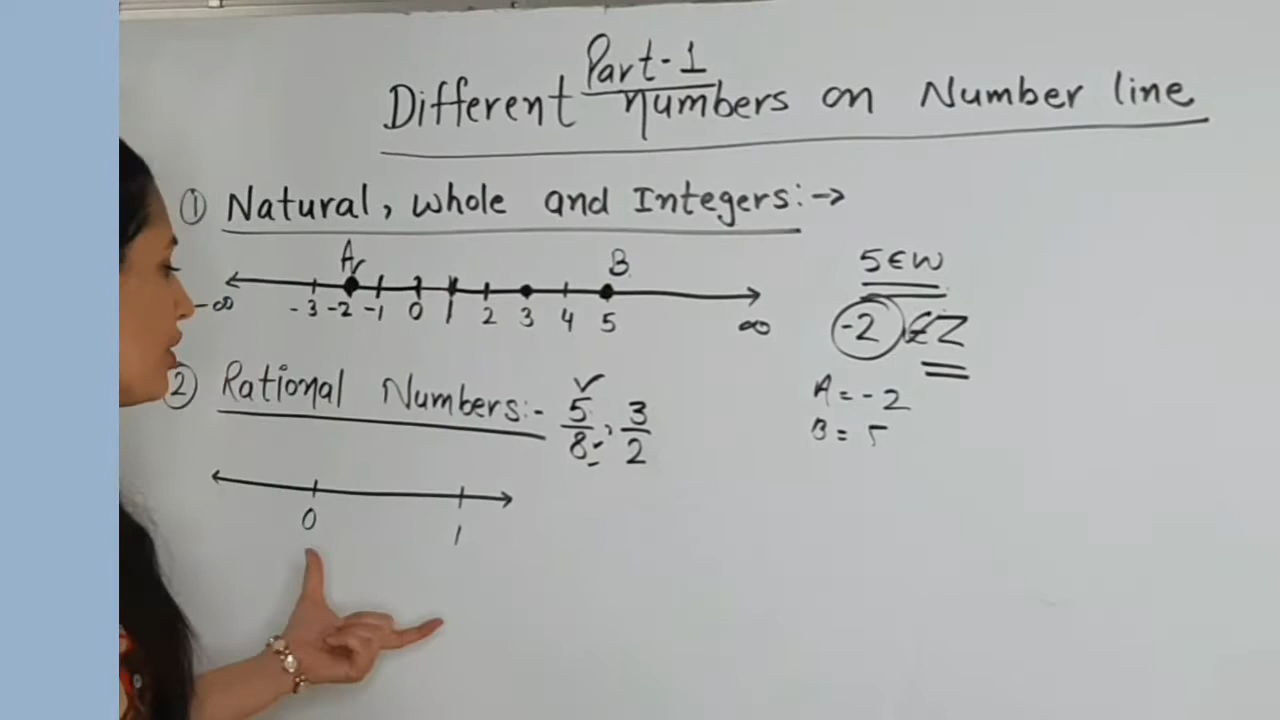 Part-1
Different numbers on Number line
① Natural, whole and Integers:→
A B
-∞ -3 -2 -1 0 1 2 3 4 5 ∞
5 ∈ W
-2 ∈ Z
A = -2
B = 5
② Rational Numbers:- 5/8, 3/2
0 1